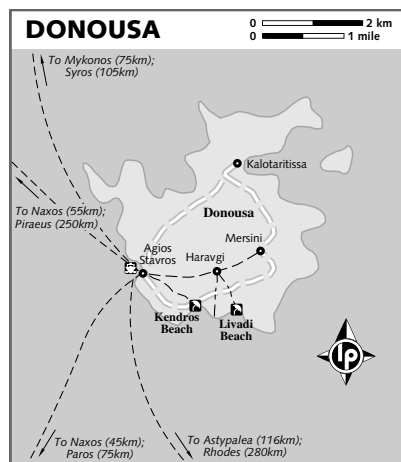 DONOUSA
0 2 km
0 1 mile
To Mykonos (75km);
Syros (105km)
Kalotaritissa
To Naxos (55km);
Piraeus (250km)
Donousa
Mersini
Agios
Stavros
Haravgi
Kendros
Beach
Livadi
Beach
lp
To Naxos (45km);
Paros (75km)
To Astypalea (116km);
Rhodes (280km)